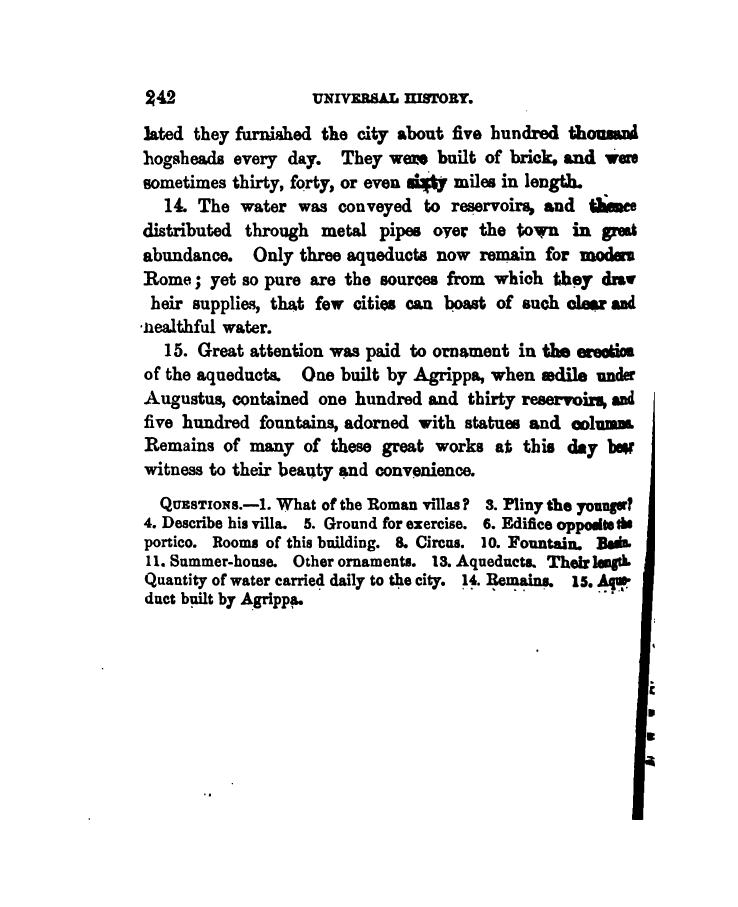 242 UNIVERSAL HISTORY.
lated they furnished the city about five hundred thousand
hogsheads every day. They were built of brick, and were
sometimes thirty, forty, or even sixty miles in length.
14. The water was conveyed to reservoirs, and thence
distributed through metal pipes over the town in great
abundance. Only three aqueducts now remain for modern
Rome; yet so pure are the sources from which they draw
heir supplies, that few cities can boast of such clear and
healthful water.
15. Great attention was paid to ornament in the erection
of the aqueducts. One built by Agrippa, when ædile under
Augustus, contained one hundred and thirty reservoirs, and
five hundred fountains, adorned with statues and columns.
Remains of many of these great works at this day bear
witness to their beauty and convenience.
QUESTIONS.—1. What of the Roman villas? 3. Pliny the younger?
4. Describe his villa. 5. Ground for exercise. 6. Edifice opposite the
portico. Rooms of this building. 8. Circus. 10. Fountain. Basin.
11. Summer-house. Other ornaments. 13. Aqueducts. Their length.
Quantity of water carried daily to the city. 14. Remains. 15. Aque-
duct built by Agrippa.